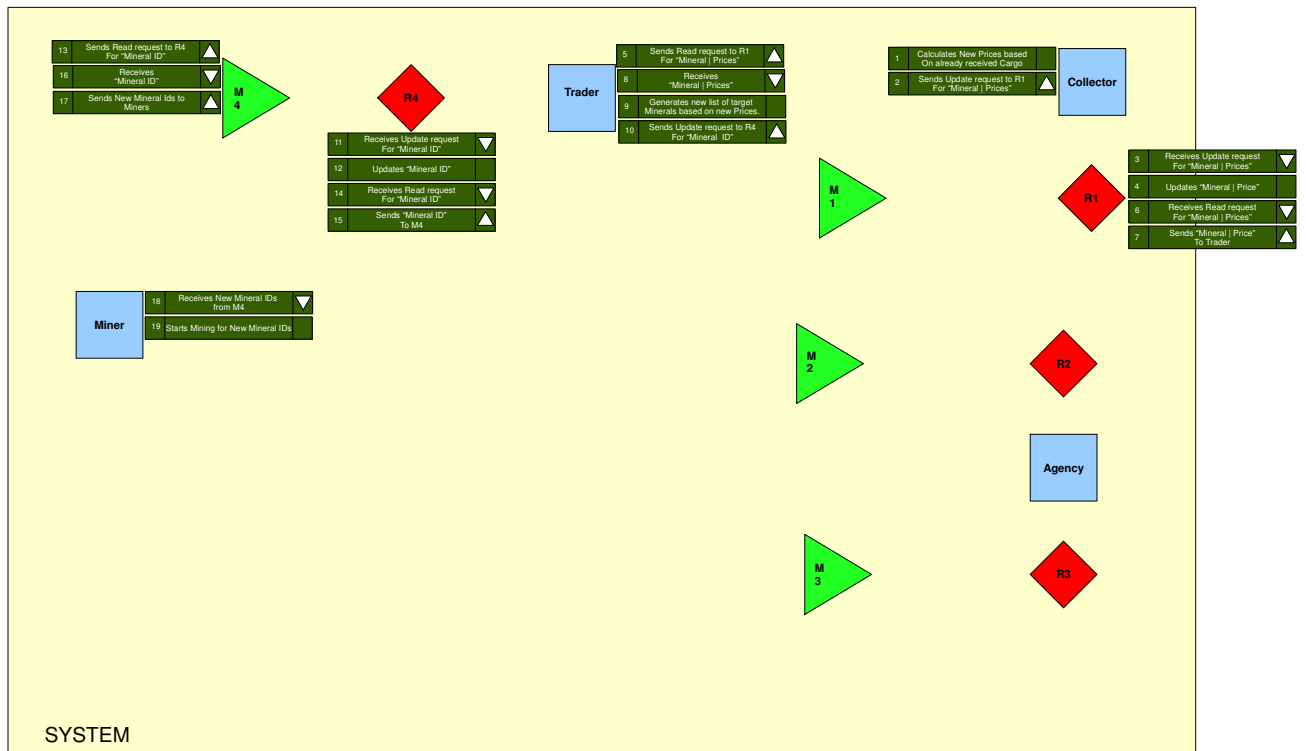 13 Sends Read request to R4
For “Mineral ID”
16 Receives
“Mineral ID”
17 Sends New Mineral Ids to
Miners
M
4
R4
11 Receives Update request
For “Mineral ID”
12 Updates “Mineral ID”
14 Receives Read request
For “Mineral ID”
15 Sends “Mineral ID”
To M4
Trader
5 Sends Read request to R1
For “Mineral | Prices”
8 Receives
“Mineral | Prices”
9 Generates new list of target
Minerals based on new Prices.
10 Sends Update request to R4
For “Mineral ID”
1 Calculates New Prices based
On already received Cargo
2 Sends Update request to R1
For “Mineral | Prices”
Collector
M
1
R1
3 Receives Update request
For “Mineral | Prices”
4 Updates “Mineral | Price”
6 Receives Read request
For “Mineral | Prices”
7 Sends “Mineral | Price”
To Trader
Miner
18 Receives New Mineral IDs
from M4
19 Starts Mining for New Mineral IDs
M
2
R2
Agency
M
3
R3
SYSTEM